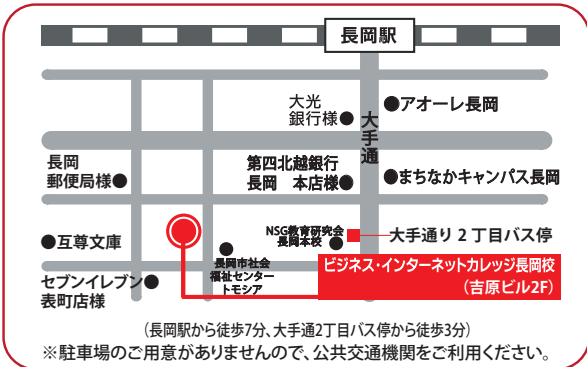 長岡駅
大光
銀行様
大手通
アオーレ長岡
長岡
郵便局様
第四北越銀行
長岡　本店様
まちなかキャンパス長岡
互尊文庫
NSG教育研究会
長岡本校
大手通り 2 丁目バス停
長岡市社会
福祉センター
トモシア
セブンイレブン
表町店様
ビジネス・インターネットカレッジ長岡校
(吉原ビル2F)
(長岡駅から徒歩7分、大手通2丁目バス停から徒歩3分)
※駐車場のご用意がありませんので、公共交通機関をご利用ください。